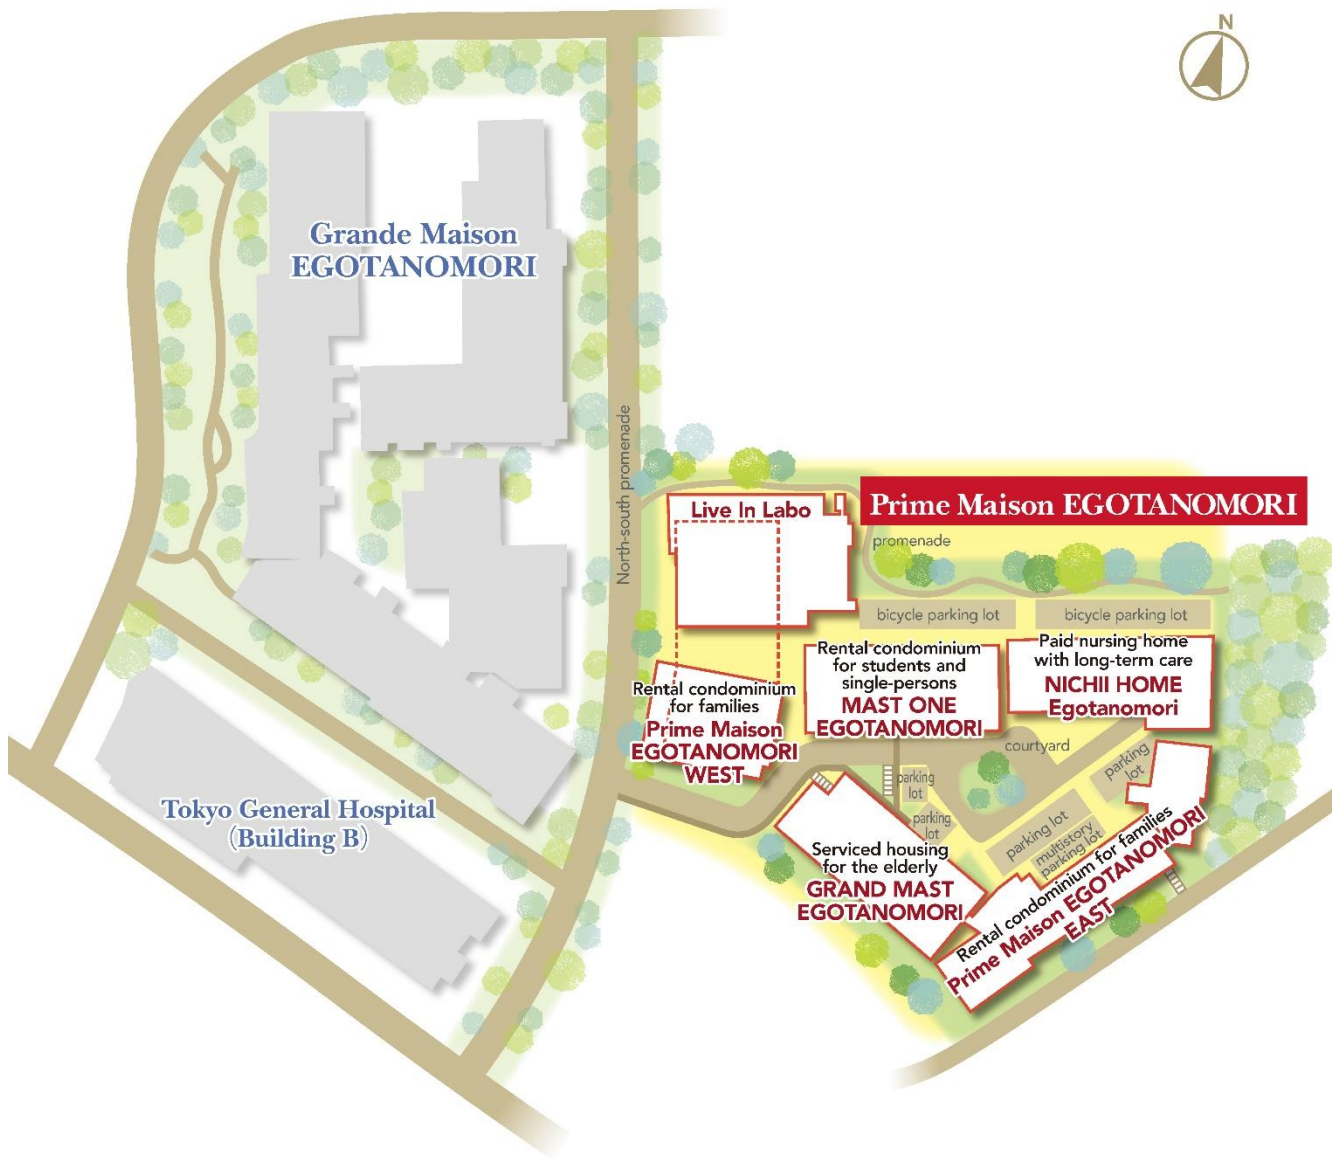 N
Grande Maison
EGOTANOMORI
North-south promenade
Live In Labo
Prime Maison EGOTANOMORI
promenade
bicycle parking lot
bicycle parking lot
Rental condominium
for families
Prime Maison
EGOTANOMORI
WEST
Rental condominium
for students and
single-persons
MAST ONE
EGOTANOMORI
Paid nursing home
with long-term care
NICHII HOME
Egotanomori
courtyard
parking
lot
parking
lot
parking
lot
parking lot
multistory
parking lot
Tokyo General Hospital
(Building B)
Serviced housing
for the elderly
GRAND MAST
EGOTANOMORI
Rental condominium for families
Prime Maison EGOTANOMORI
EAST